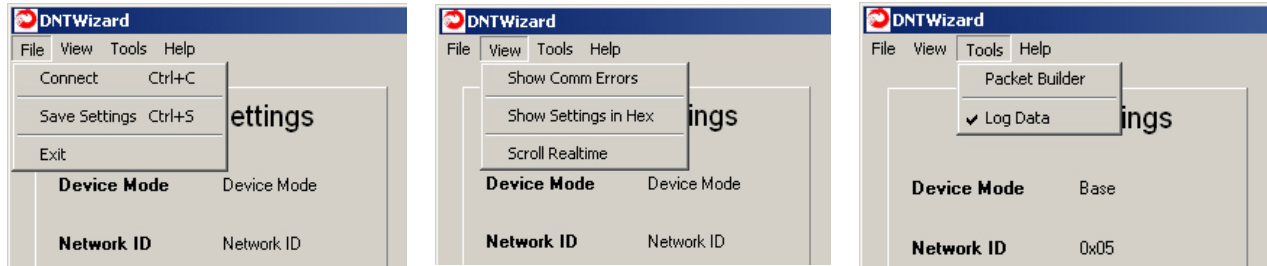 DNTWizard
File View Tools Help
Connect Ctrl+C
Save Settings Ctrl+S
ettings
Exit
Device Mode Device Mode
Network ID Network ID
DNTWizard
File View Tools Help
Show Comm Errors
Show Settings in Hex
ings
Scroll Realtime
Device Mode Device Mode
Network ID Network ID
DNTWizard
File View Tools Help
Packet Builder
Log Data
ings
Device Mode Base
Network ID 0x05